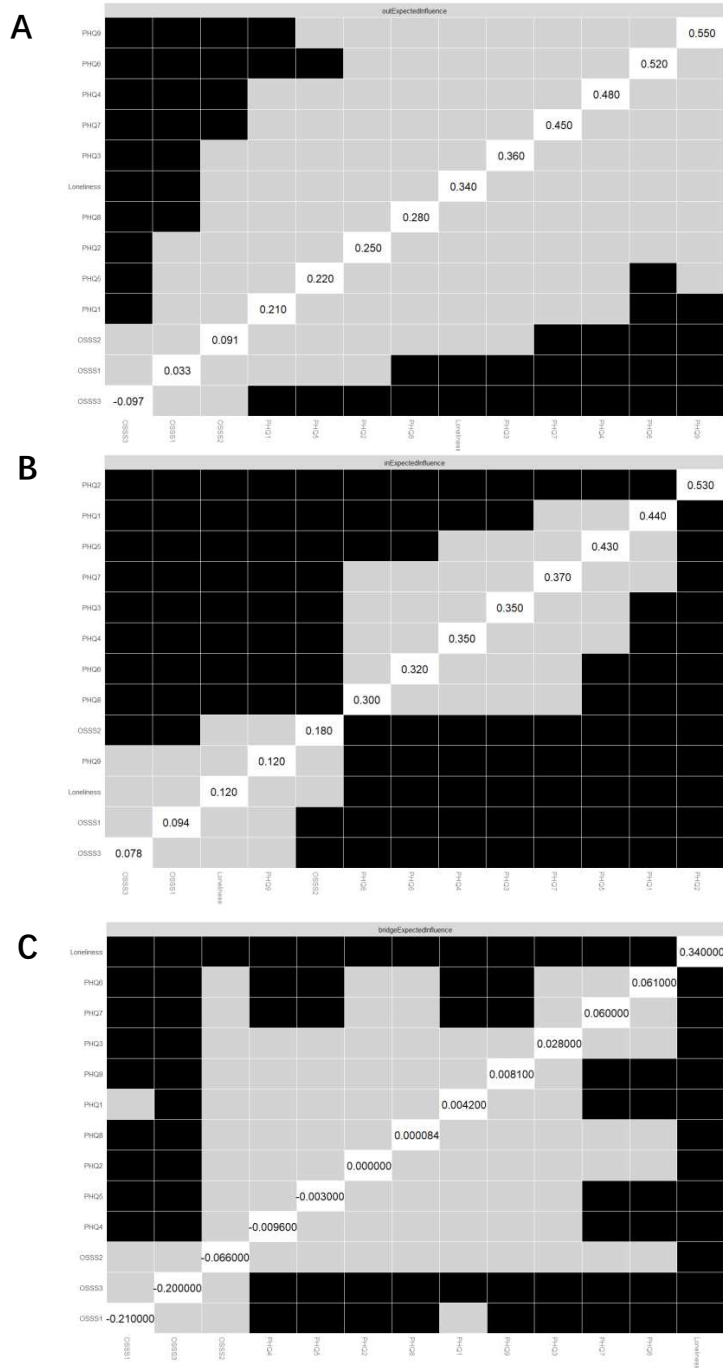 A
outExpectedInfluence
PHQ9 0.550
PHQ6 0.520
PHQ4 0.480
PHQ7 0.450
PHQ3 0.360
Loneliness 0.340
PHQ8 0.280
PHQ2 0.250
PHQ5 0.220
PHQ1 0.210
OSSS2 0.091
OSSS1 0.033
OSSS3 -0.097
OSSS3 OSSS1 OSSS2 PHQ1 PHQ5 PHQ2 PHQ8 Loneliness PHQ3 PHQ7 PHQ4 PHQ6 PHQ9
B
inExpectedInfluence
PHQ2 0.530
PHQ1 0.440
PHQ5 0.430
PHQ7 0.370
PHQ3 0.350
PHQ4 0.350
PHQ6 0.320
PHQ8 0.300
OSSS2 0.180
PHQ9 0.120
Loneliness 0.120
OSSS1 0.094
OSSS3 0.078
OSSS3 OSSS1 Loneliness PHQ9 OSSS2 PHQ8 PHQ6 PHQ4 PHQ3 PHQ7 PHQ5 PHQ1 PHQ2
C
bridgeExpectedInfluence
Loneliness 0.340000
PHQ6 0.061000
PHQ7 0.060000
PHQ3 0.028000
PHQ9 0.008100
PHQ1 0.004200
PHQ8 0.000084
PHQ2 0.000000
PHQ5 -0.003000
PHQ4 -0.009600
OSSS2 -0.066000
OSSS3 -0.200000
OSSS1 -0.210000
OSSS1 OSSS3 OSSS2 PHQ4 PHQ5 PHQ2 PHQ8 PHQ1 PHQ9 PHQ3 PHQ7 PHQ6 Loneliness